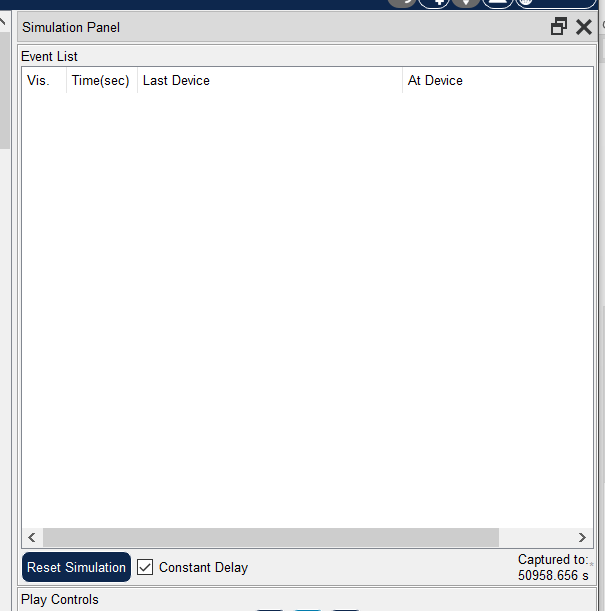 Simulation Panel
Event List
Vis. Time(sec) Last Device At Device
Reset Simulation Constant Delay Captured to:
50958.656 s
Play Controls